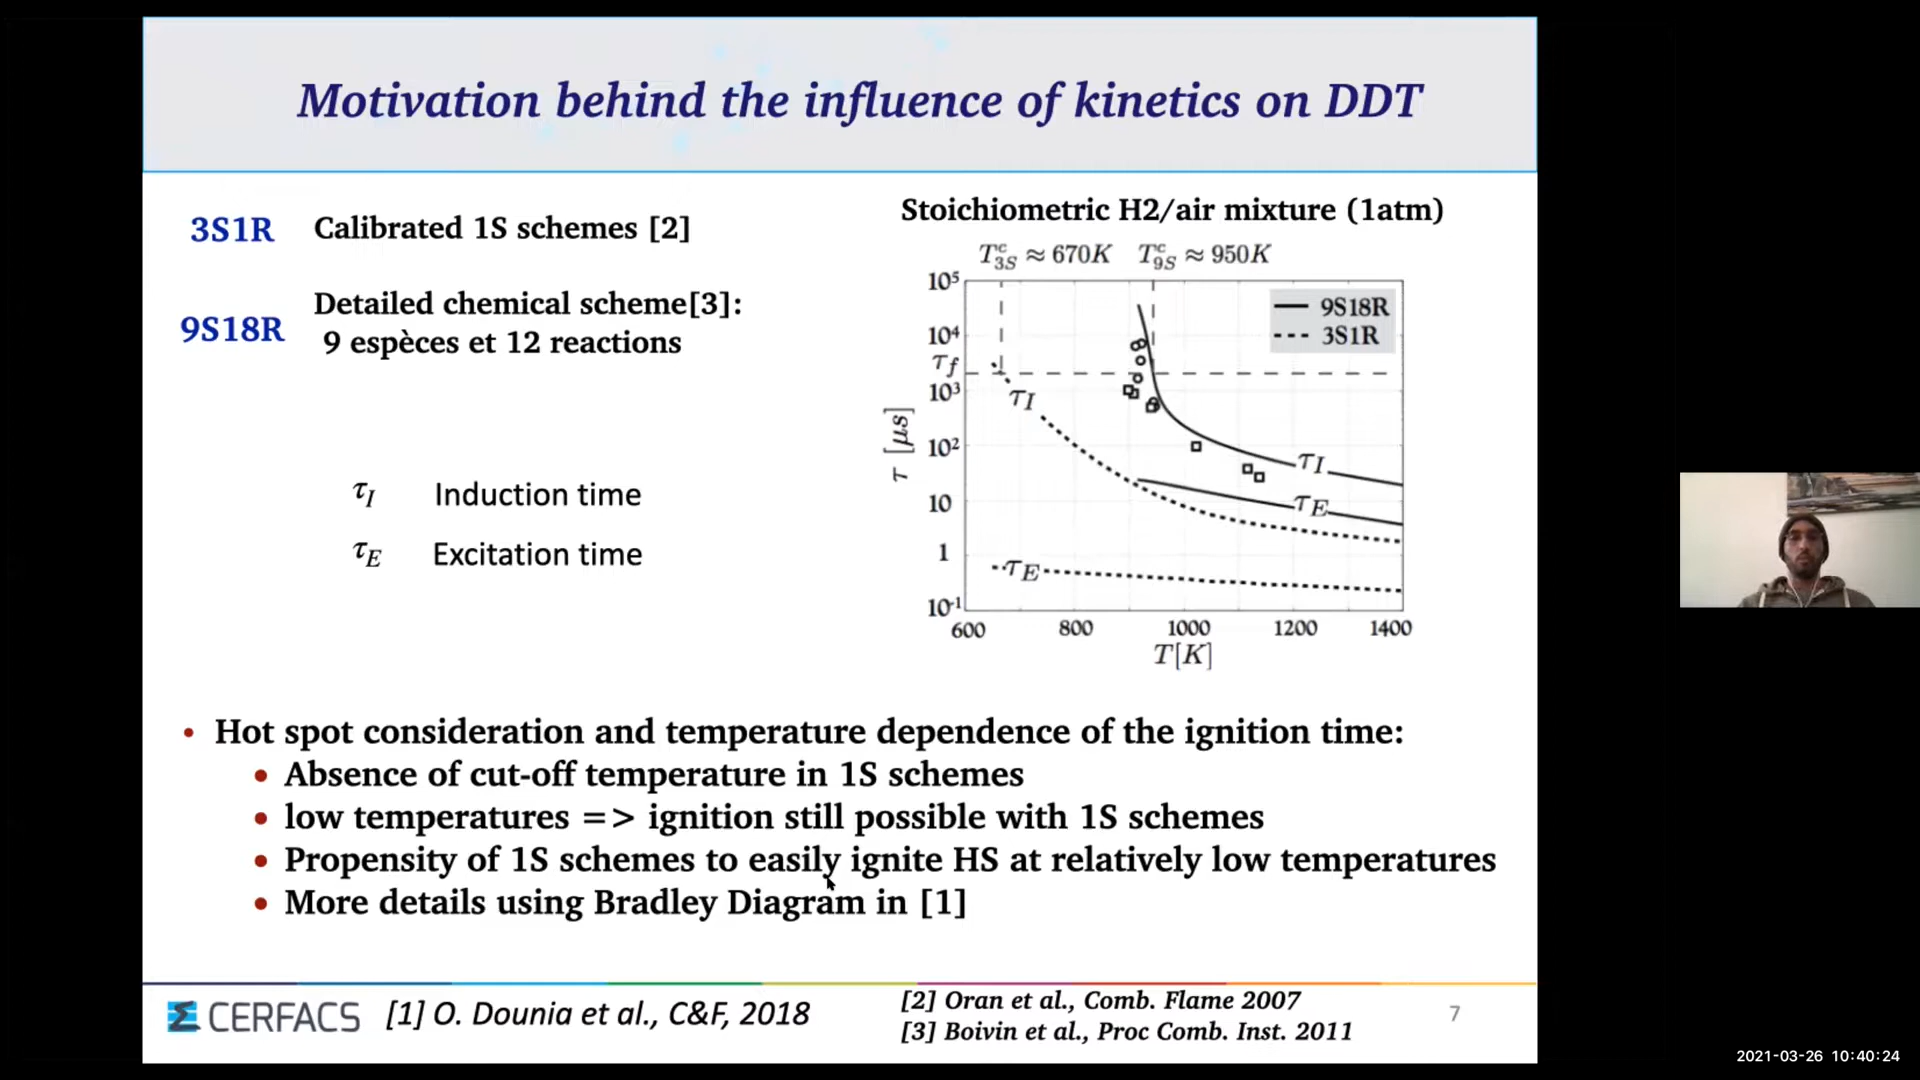 Motivation behind the influence of kinetics on DDT
3S1R Calibrated 1S schemes [2]
9S18R Detailed chemical scheme[3]:
9 espèces et 12 reactions
τI Induction time
τE Excitation time
Stoichiometric H2/air mixture (1atm)
T^c_3S ≈ 670K T^c_9S ≈ 950K
10^5
10^4
τf
10^3
10^2
10
1
10^-1
τ [µs]
9S18R
3S1R
τI
τI
τE
τE
600 800 1000 1200 1400
T[K]
• Hot spot consideration and temperature dependence of the ignition time:
• Absence of cut-off temperature in 1S schemes
• low temperatures => ignition still possible with 1S schemes
• Propensity of 1S schemes to easily ignite HS at relatively low temperatures
• More details using Bradley Diagram in [1]
CERFACS [1] O. Dounia et al., C&F, 2018
[2] Oran et al., Comb. Flame 2007
[3] Boivin et al., Proc Comb. Inst. 2011
7
2021-03-26 10:40:24